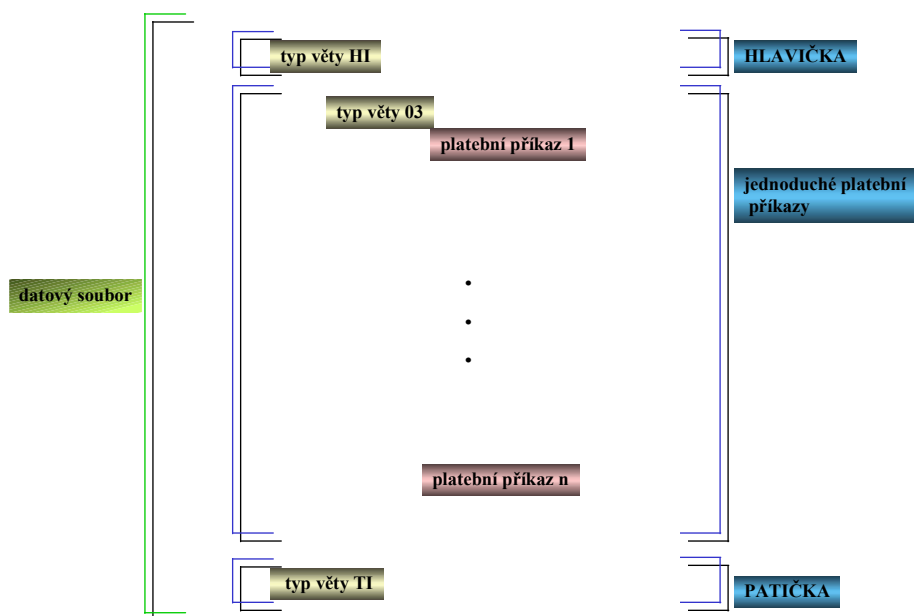 typ věty HI
HLAVIČKA
typ věty 03
platební příkaz 1
jednoduché platební
příkazy
datový soubor
platební příkaz n
typ věty TI
PATIČKA